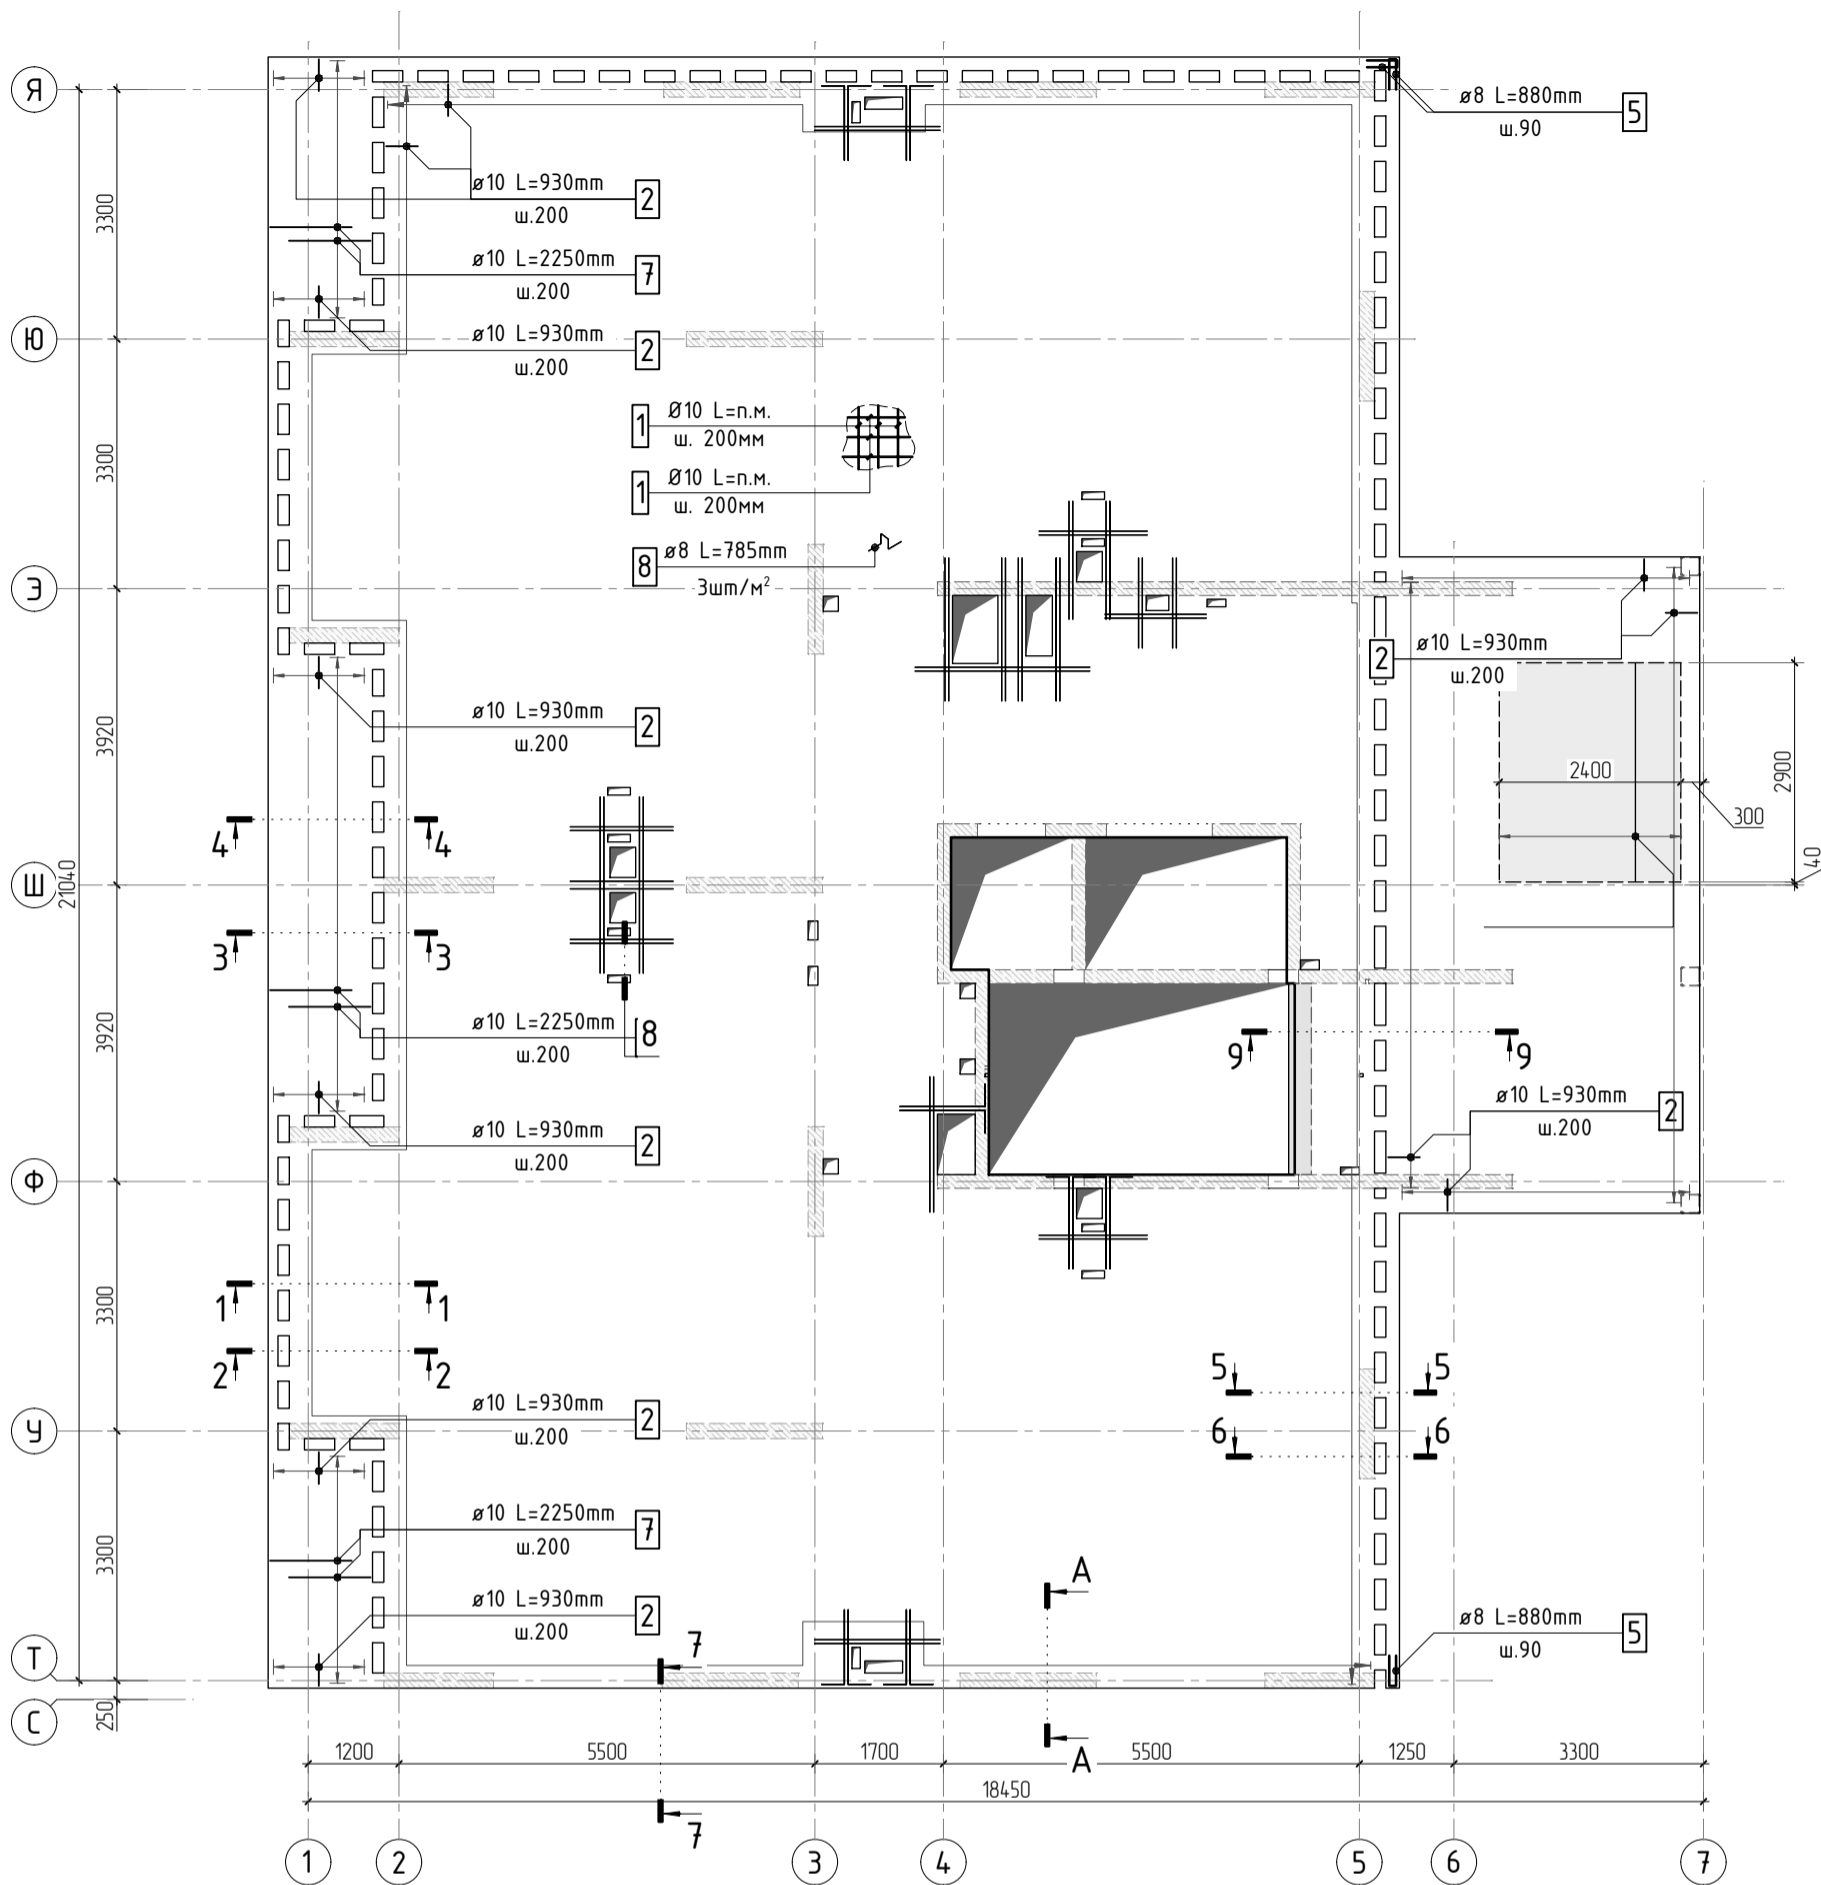 Я
ø8 L=880mm
ш.90
5
ø10 L=930mm
ш.200
2
3300
ø10 L=2250mm
ш.200
7
Ю
ø10 L=930mm
ш.200
2
1
Ø10 L=п.м.
ш. 200мм
3300
1
Ø10 L=п.м.
ш. 200мм
8
ø8 L=785mm
3шт/м²
Э
2
ø10 L=930mm
ш.200
ø10 L=930mm
ш.200
2
3920
2400
2900
300
4
4
40
Ш
21040
3
3
3920
ø10 L=2250mm
ш.200
8
9
9
ø10 L=930mm
ш.200
2
ø10 L=930mm
ш.200
2
Ф
1
1
3300
2
2
5
5
ø10 L=930mm
ш.200
2
6
6
У
ø10 L=2250mm
ш.200
7
3300
А
ø10 L=930mm
ш.200
2
ø8 L=880mm
ш.90
5
7
Т
250
С
1200
5500
1700
5500
1250
3300
А
18450
7
1
2
3
4
5
6
7